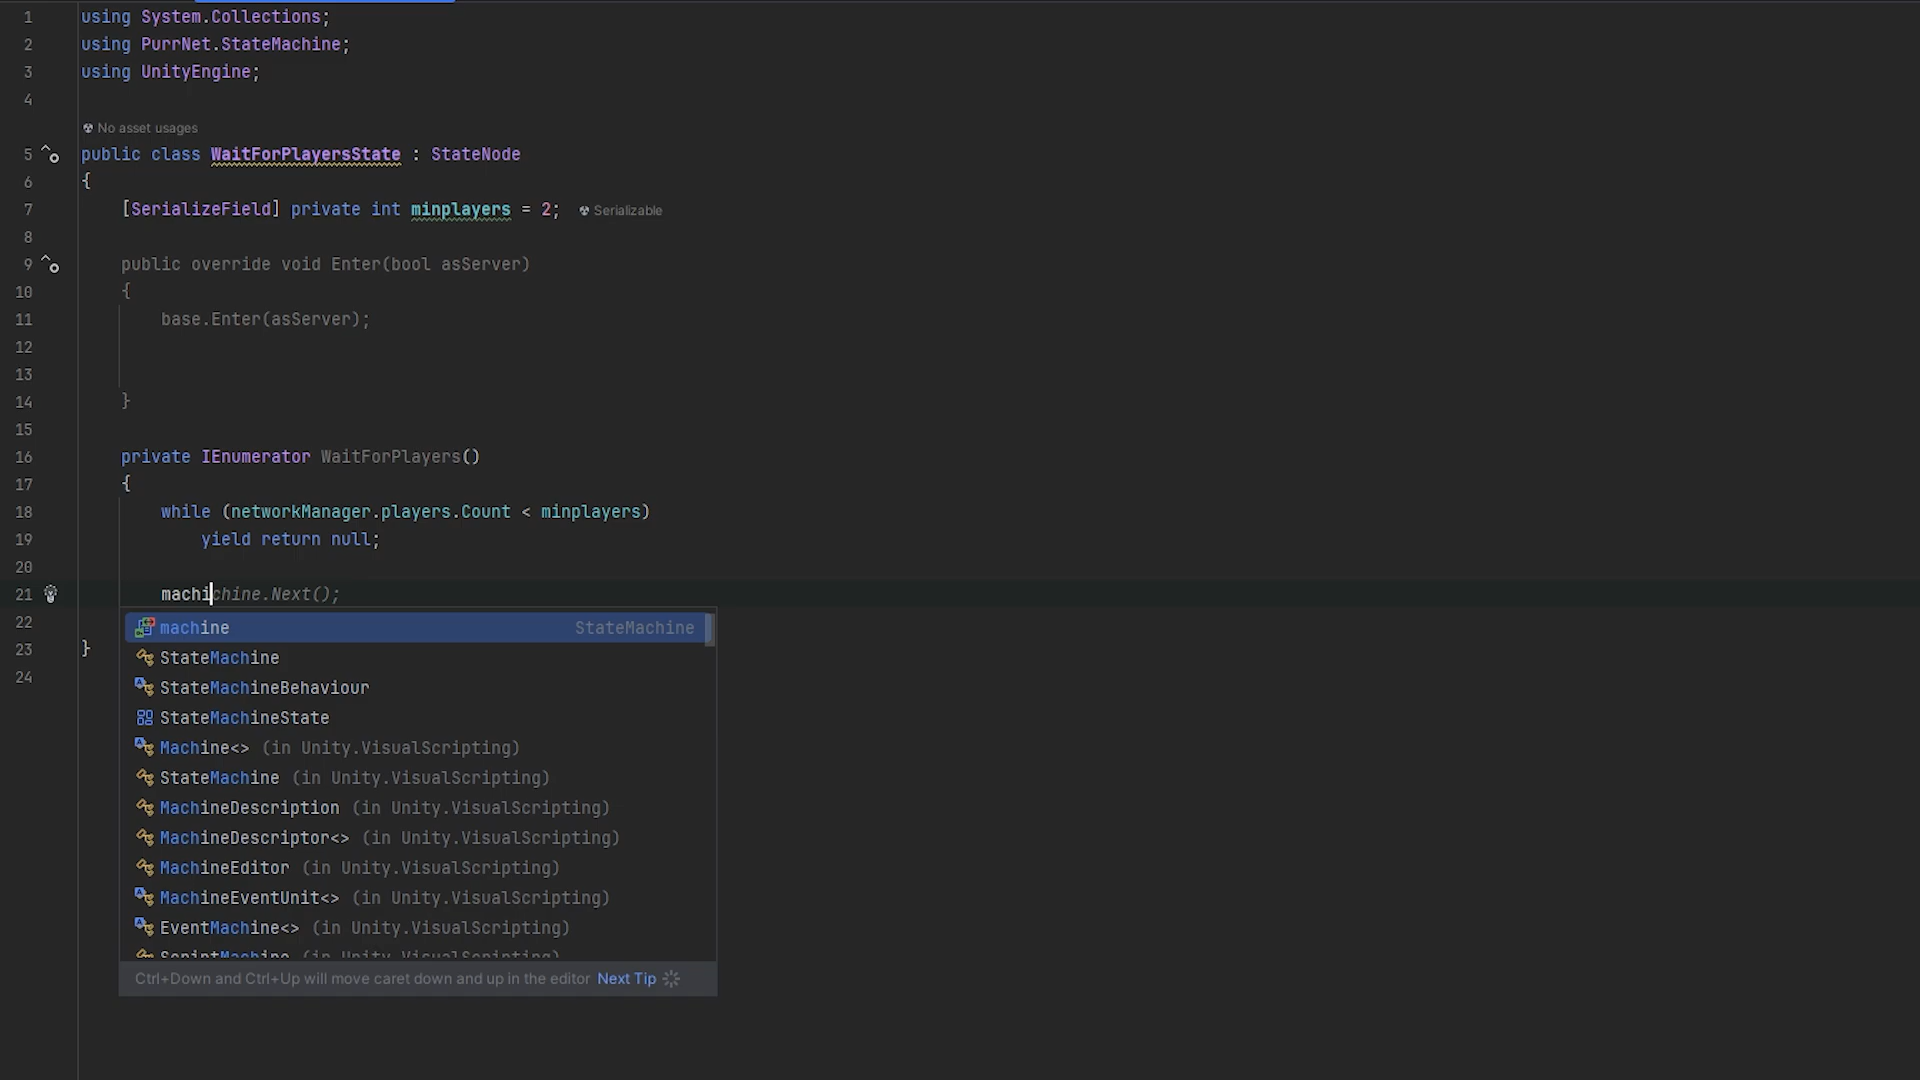 1 using System.Collections;
2 using PurrNet.StateMachine;
3 using UnityEngine;
4
No asset usages
5 public class WaitForPlayersState : StateNode
6 {
7 [SerializeField] private int minplayers = 2; Serializable
8
9 public override void Enter(bool asServer)
10 {
11 base.Enter(asServer);
12
13
14 }
15
16 private IEnumerator WaitForPlayers()
17 {
18 while (networkManager.players.Count < minplayers)
19 yield return null;
20
21 machichine.Next();
22
23 }
24
machine StateMachine
StateMachine
StateMachineBehaviour
StateMachineState
Machine<> (in Unity.VisualScripting)
StateMachine (in Unity.VisualScripting)
MachineDescription (in Unity.VisualScripting)
MachineDescriptor<> (in Unity.VisualScripting)
MachineEditor (in Unity.VisualScripting)
MachineEventUnit<> (in Unity.VisualScripting)
EventMachine<> (in Unity.VisualScripting)
ScriptMachine (in Unity.VisualScripting)
Ctrl+Down and Ctrl+Up will move caret down and up in the editor Next Tip